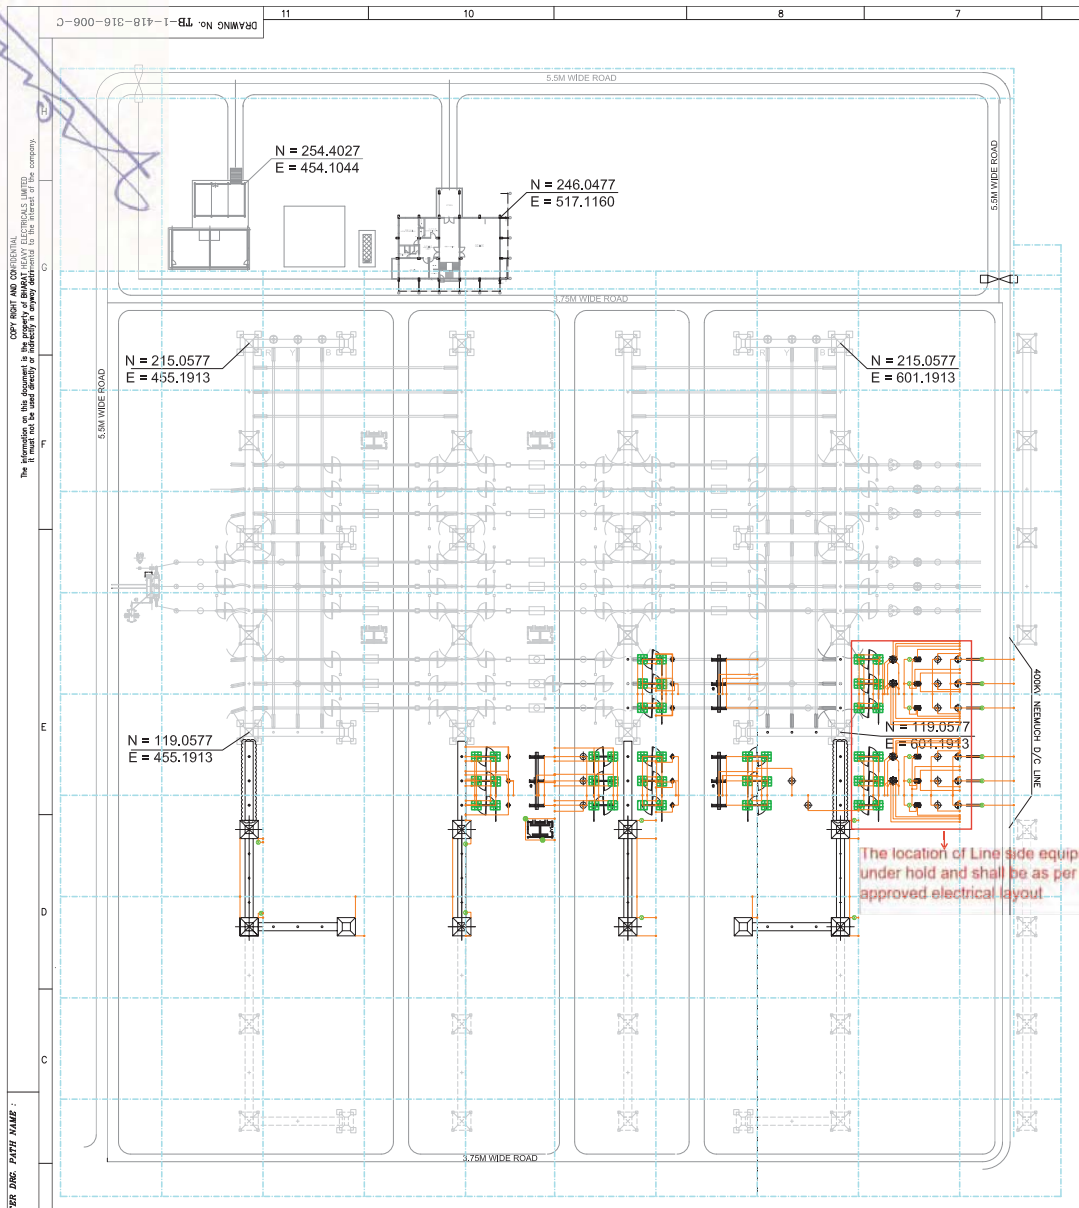 DRAWING No. TB-1-418-316-006-C
11
10
8
7
H
G
F
E
D
C
COPY RIGHT AND CONFIDENTIAL
The information on this document is the property of BHARAT HEAVY ELECTRICALS LIMITED
It must not be used directly or indirectly in anyway detrimental to the interest of the company.
ER DRG. PATH NAME :
5.5M WIDE ROAD
5.5M WIDE ROAD
5.5M WIDE ROAD
N = 254.4027
E = 454.1044
N = 246.0477
E = 517.1160
3.75M WIDE ROAD
N = 215.0577
E = 455.1913
N = 215.0577
E = 601.1913
R Y B
R Y B
N = 119.0577
E = 455.1913
N = 119.0577
E = 601.1913
400KV NEEMUCH D/C LINE
The location of Line side equip
under hold and shall be as per
approved electrical layout
3.75M WIDE ROAD